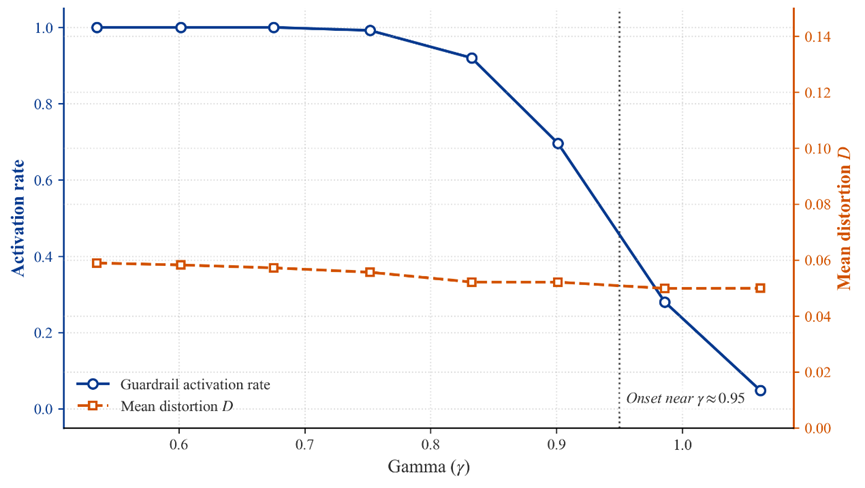 Activation rate
1.0
0.8
0.6
0.4
0.2
0.0
0.14
0.12
0.10
0.08
0.06
0.04
0.02
0.00
Mean distortion D
Guardrail activation rate
Mean distortion D
Onset near γ≈0.95
0.6 0.7 0.8 0.9 1.0
Gamma (γ)